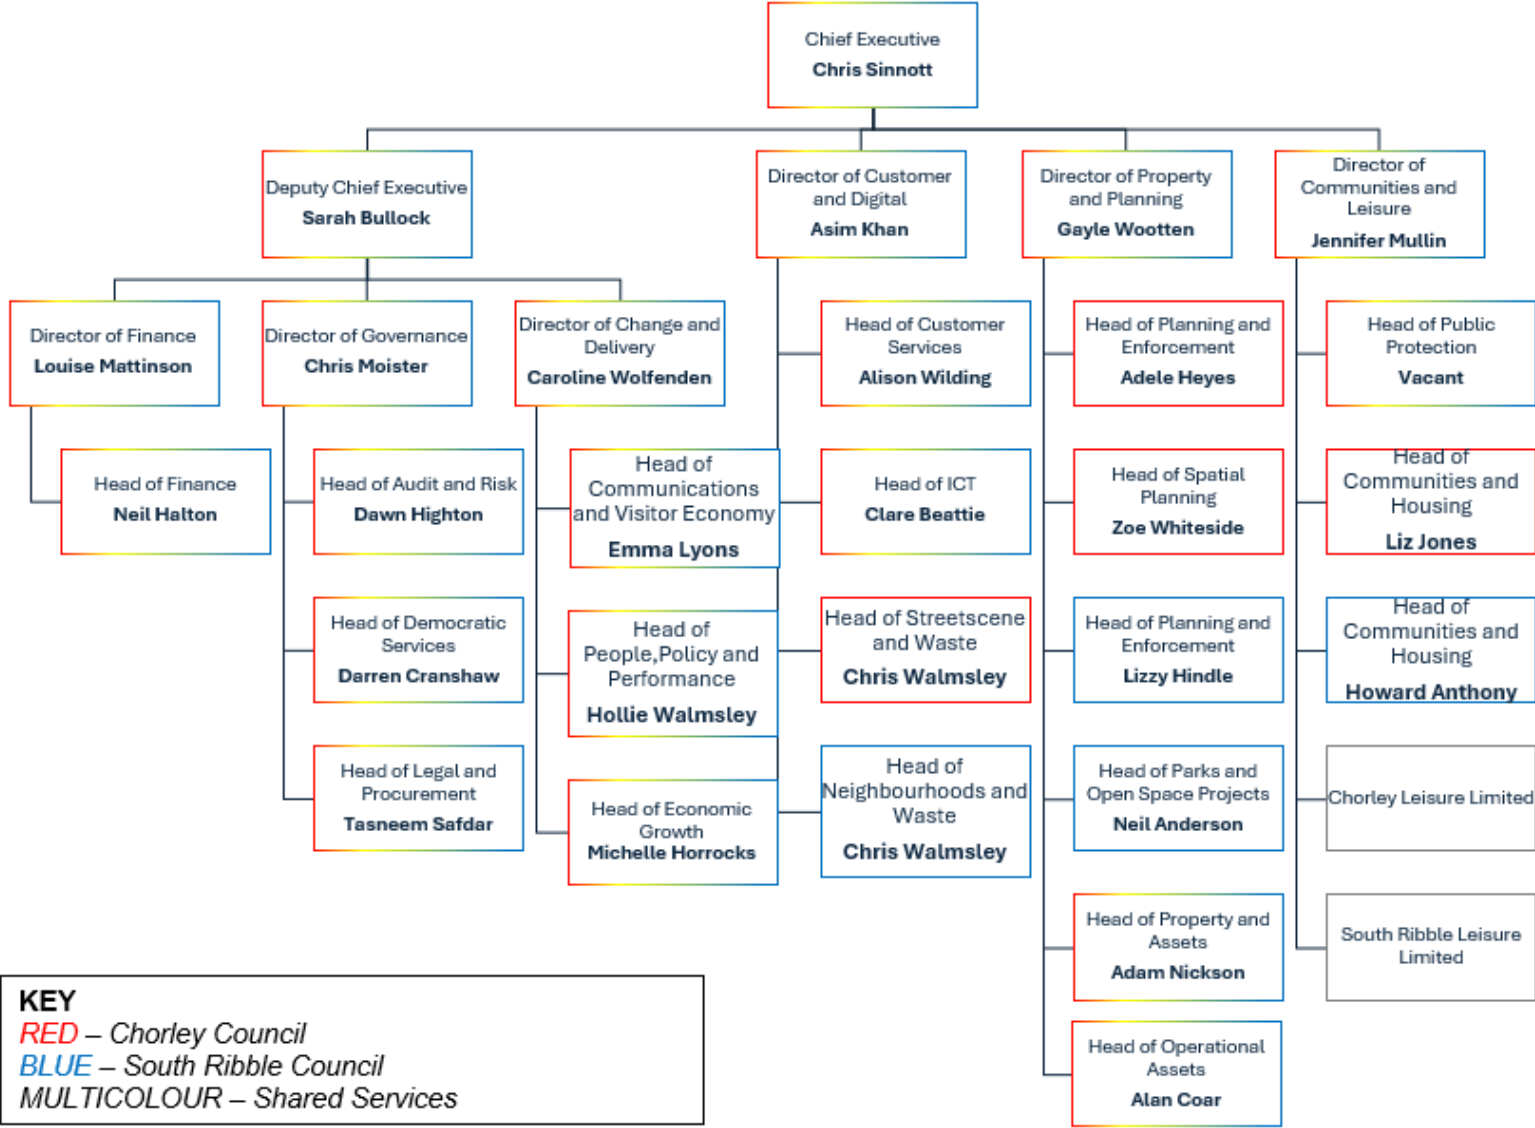 Chief Executive
Chris Sinnott
Deputy Chief Executive
Sarah Bullock
Director of Customer
and Digital
Asim Khan
Director of Property
and Planning
Gayle Wootten
Director of
Communities and
Leisure
Jennifer Mullin
Director of Finance
Louise Mattinson
Director of Governance
Chris Moister
Director of Change and
Delivery
Caroline Wolfenden
Head of Customer
Services
Alison Wilding
Head of Planning and
Enforcement
Adele Heyes
Head of Public
Protection
Vacant
Head of Finance
Neil Halton
Head of Audit and Risk
Dawn Highton
Head of
Communications
and Visitor Economy
Emma Lyons
Head of ICT
Clare Beattie
Head of Spatial
Planning
Zoe Whiteside
Head of
Communities and
Housing
Liz Jones
Head of Democratic
Services
Darren Cranshaw
Head of
People,Policy and
Performance
Hollie Walmsley
Head of Streetscene
and Waste
Chris Walmsley
Head of Planning and
Enforcement
Lizzy Hindle
Head of
Communities and
Housing
Howard Anthony
Head of Legal and
Procurement
Tasneem Safdar
Head of Economic
Growth
Michelle Horrocks
Head of
Neighbourhoods and
Waste
Chris Walmsley
Head of Parks and
Open Space Projects
Neil Anderson
Chorley Leisure Limited
Head of Property and
Assets
Adam Nickson
South Ribble Leisure
Limited
Head of Operational
Assets
Alan Coar
KEY
RED – Chorley Council
BLUE – South Ribble Council
MULTICOLOUR – Shared Services